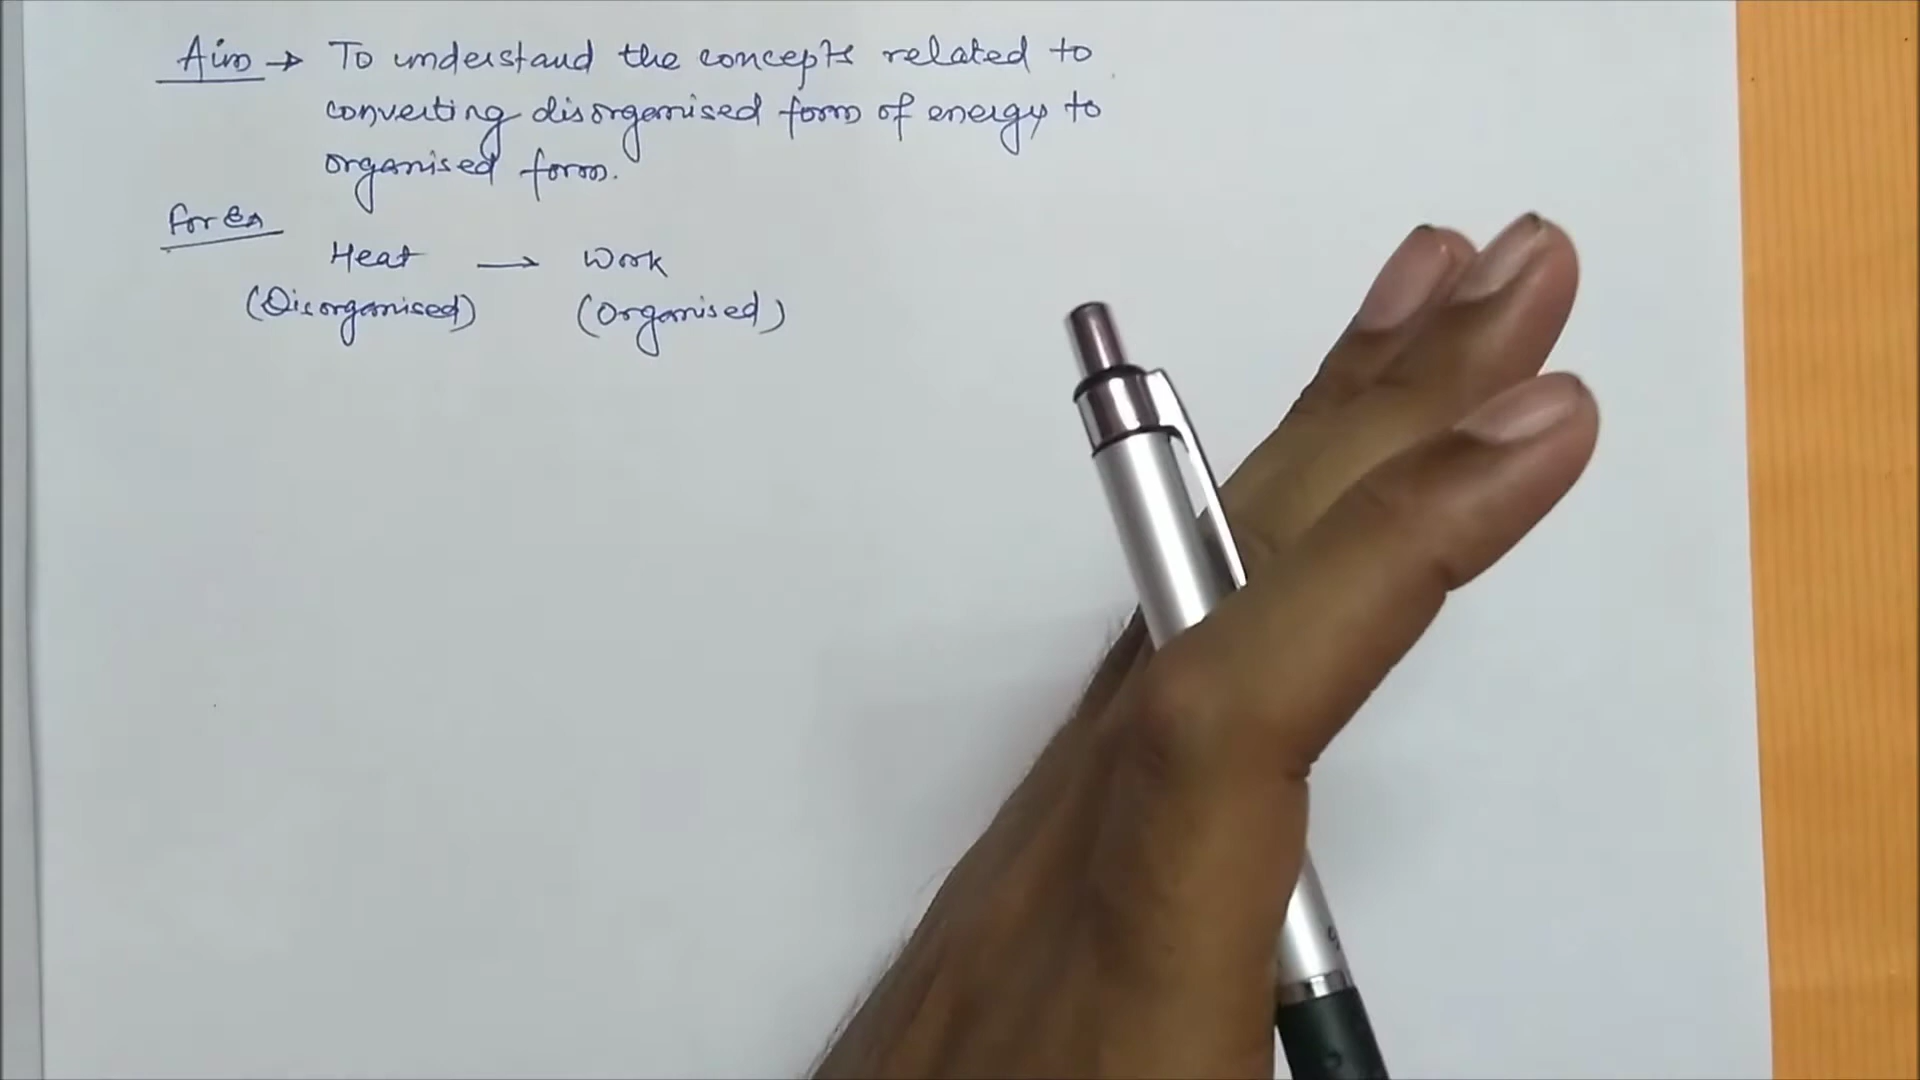 Aim → To understand the concepts related to
converting disorganised form of energy to
organised form.
For Ex
Heat → Work
(Disorganised) (Organised)